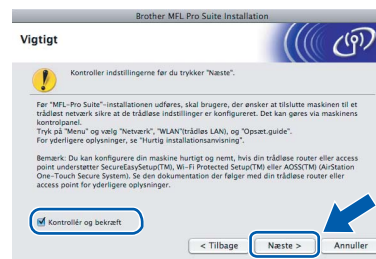 Brother MFL Pro Suite Installation
Vigtigt
Kontroller indstillingerne før du trykker "Næste".
Før "MFL-Pro Suite"-installationen udføres, skal brugere, der ønsker at tilslutte maskinen til et
trådløst netværk sikre at de trådløse indstillinger er konfigureret. Det kan gøres via maskinens
kontrolpanel.
Tryk på "Menu" og vælg "Netværk", "WLAN"(trådløs LAN), og "Opsæt.guide".
For yderligere oplysninger, se "Hurtig installationsanvisning".
Bemærk: Du kan konfigurere din maskine hurtigt og nemt, hvis din trådløse router eller access
point understøtter SecureEasySetup(TM), Wi-Fi Protected Setup(TM) eller AOSS(TM) (AirStation
One-Touch Secure System). Se den dokumentation der følger med din trådløse router eller
access point for yderligere oplysninger.
Kontrollér og bekræft
< Tilbage
Næste >
Annuller